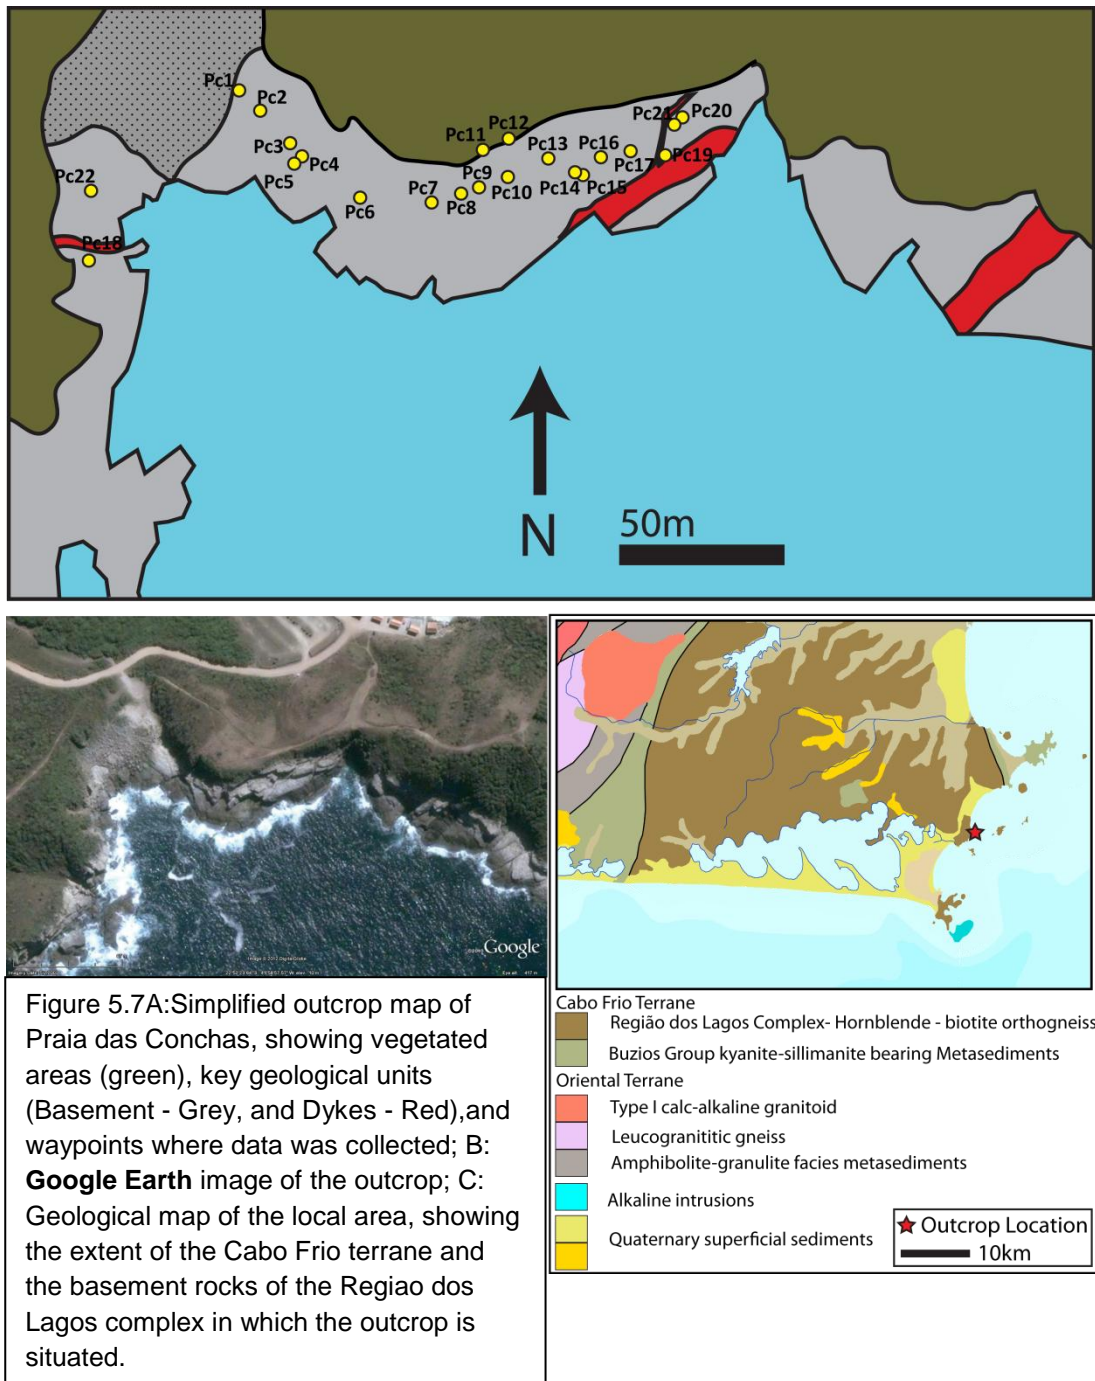 Pc1
Pc2
Pc3
Pc4
Pc5
Pc6
Pc7
Pc8
Pc9
Pc10
Pc11
Pc12
Pc13
Pc14
Pc15
Pc16
Pc17
Pc18
Pc19
Pc20
Pc21
Pc22
N
50m
Google
Figure 5.7A:Simplified outcrop map of
Praia das Conchas, showing vegetated
areas (green), key geological units
(Basement - Grey, and Dykes - Red),and
waypoints where data was collected; B:
Google Earth image of the outcrop; C:
Geological map of the local area, showing
the extent of the Cabo Frio terrane and
the basement rocks of the Regiao dos
Lagos complex in which the outcrop is
situated.
Cabo Frio Terrane
Região dos Lagos Complex- Hornblende - biotite orthogneiss
Buzios Group kyanite-sillimanite bearing Metasediments
Oriental Terrane
Type I calc-alkaline granitoid
Leucogranititic gneiss
Amphibolite-granulite facies metasediments
Alkaline intrusions
Quaternary superficial sediments
Outcrop Location
10km